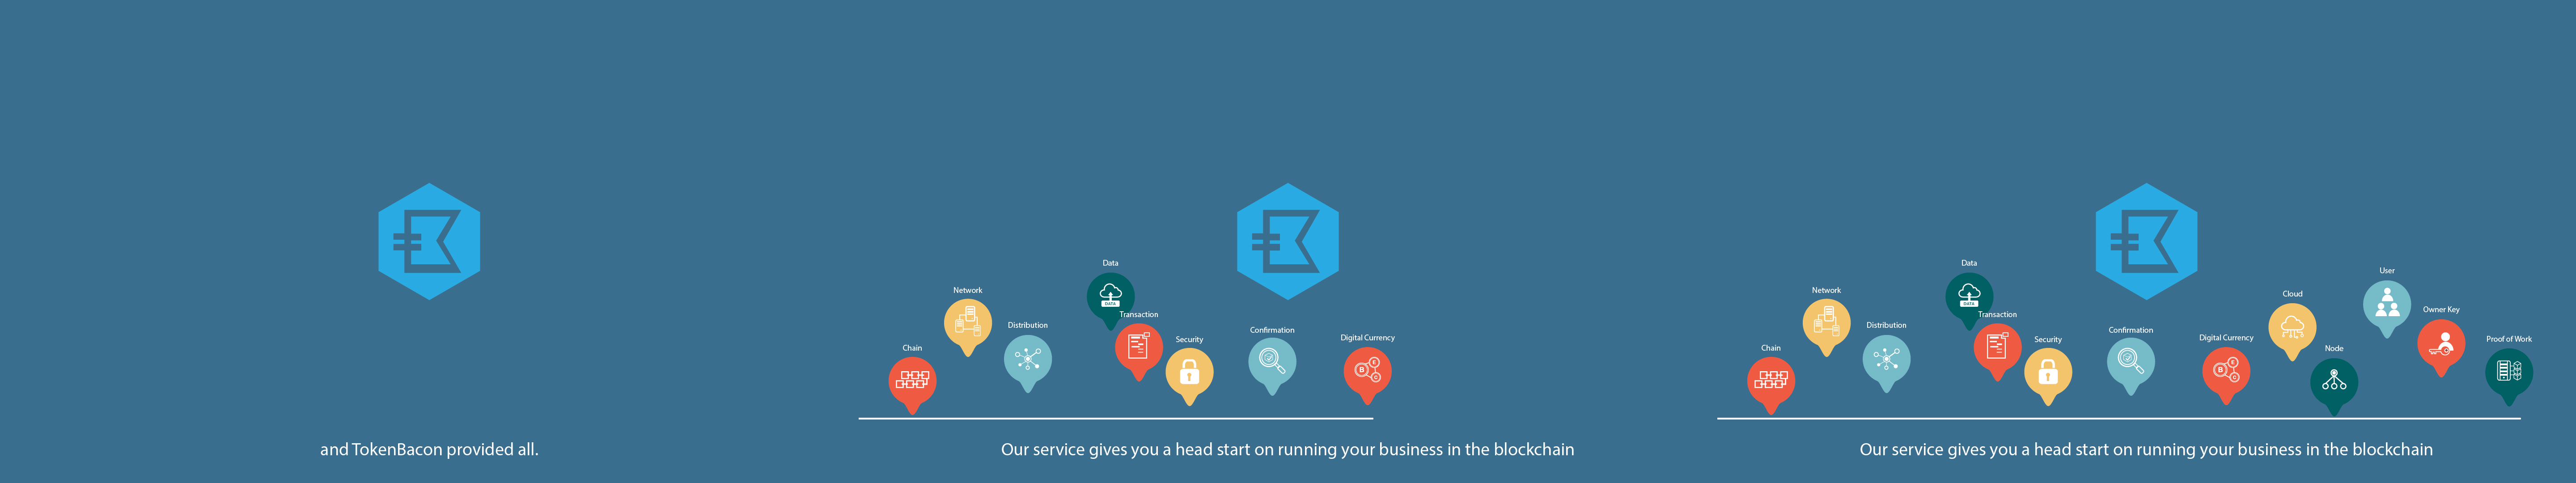 and TokenBacon provided all.
Data
Network
Transaction
Distribution
Confirmation
Digital Currency
Security
Chain
DATA
B
E
C
Our service gives you a head start on running your business in the blockchain
Data
User
Network
Cloud
Owner Key
Transaction
Distribution
Confirmation
Digital Currency
Security
Proof of Work
Chain
Node
DATA
B
E
C
Our service gives you a head start on running your business in the blockchain